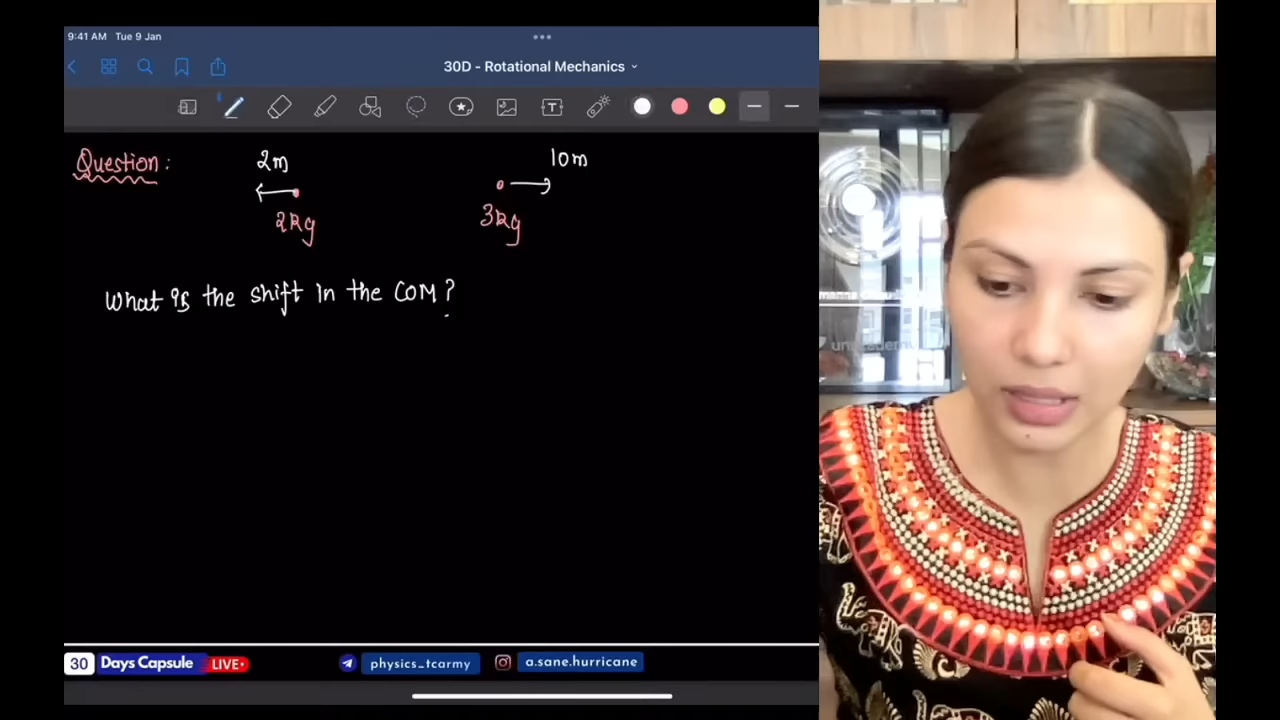 9:41 AM Tue 9 Jan
30D - Rotational Mechanics
Question:
2m
10m
2kg
3kg
What is the shift in the COM?
30 Days Capsule LIVE
physics_tcarmy
a.sane.hurricane